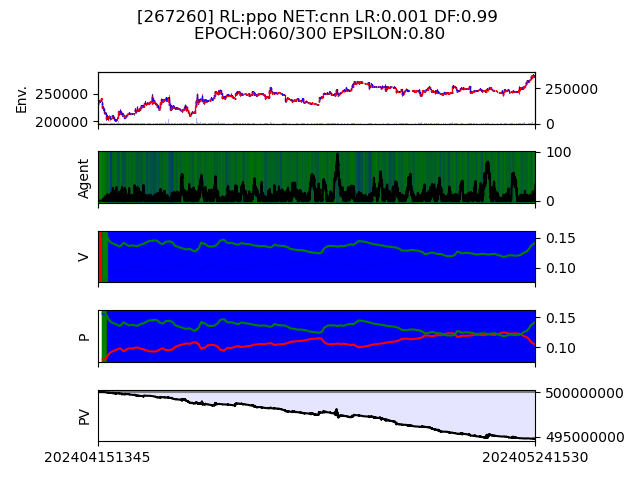 [267260] RL:ppo NET:cnn LR:0.001 DF:0.99
EPOCH:060/300 EPSILON:0.80
Env.
250000
200000
250000
0
Agent
100
0
V
0.15
0.10
P
0.15
0.10
PV
500000000
495000000
202404151345
202405241530